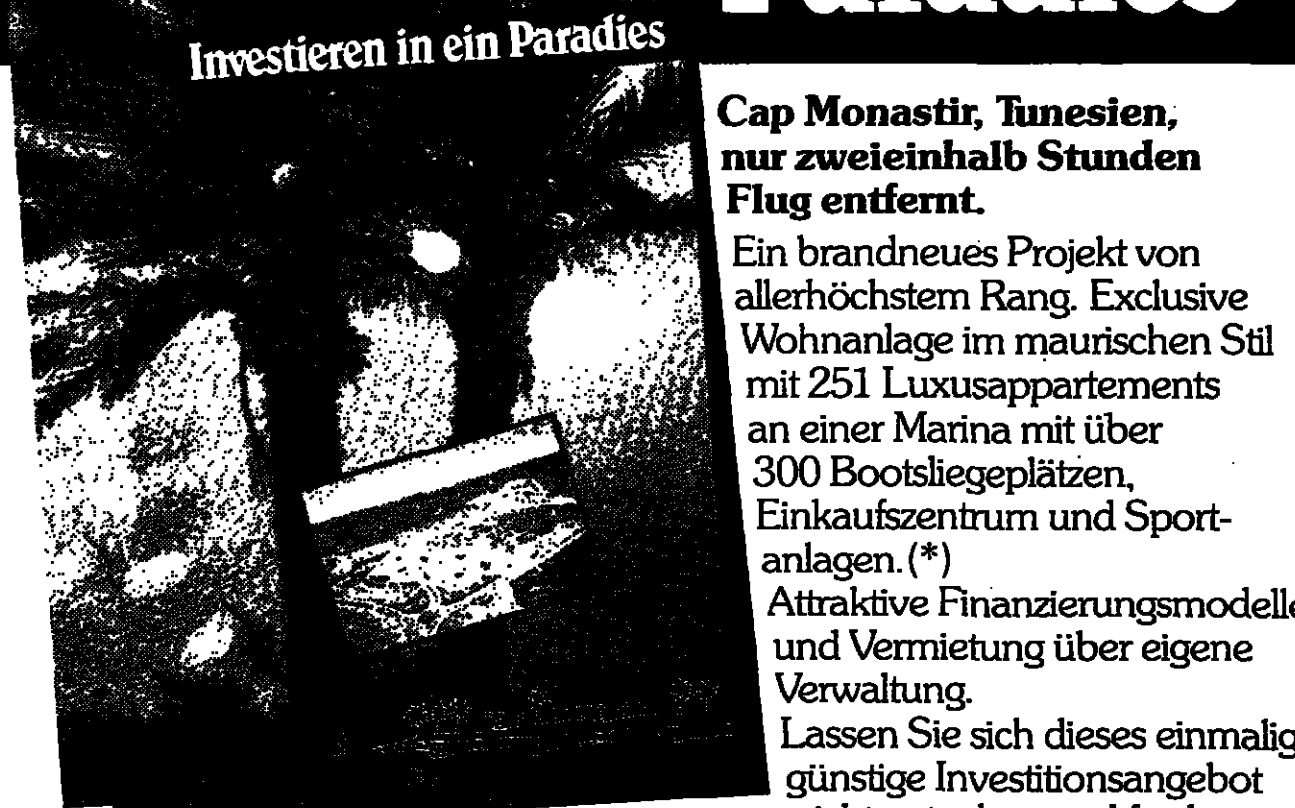 Paradies
Investieren in ein Paradies
Cap Monastir, Tunesien,
nur zweieinhalb Stunden
Flug entfernt.
Ein brandneues Projekt von
allerhöchstem Rang. Exclusive
Wohnanlage im maurischen Stil
mit 251 Luxusappartements
an einer Marina mit über
300 Bootsliegeplätzen,
Einkaufszentrum und Sport-
anlagen.(*)
Attraktive Finanzierungsmodelle
und Vermietung über eigene
Verwaltung.
Lassen Sie sich dieses einmalig
günstige Investitionsangebot